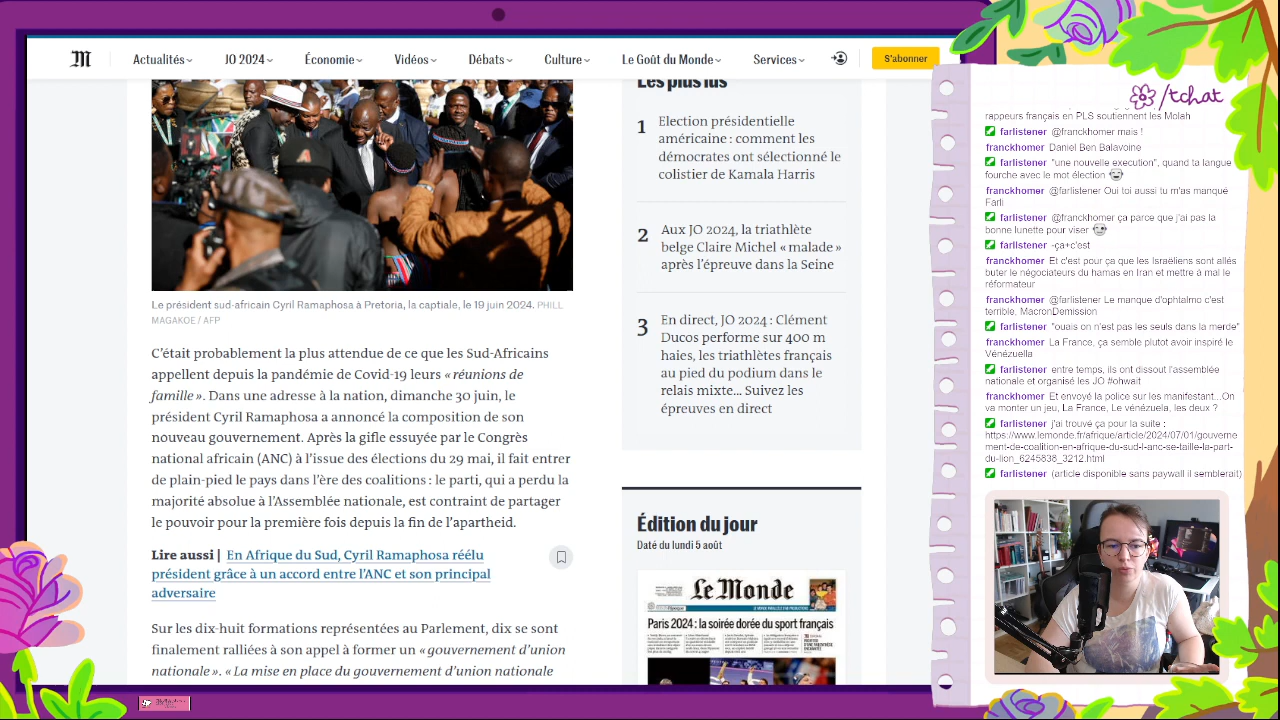 M
Actualités
JO 2024
Économie
Vidéos
Débats
Culture
Le Goût du Monde
Services
S'abonner
Le président sud-africain Cyril Ramaphosa à Pretoria, la captiale, le 19 juin 2024. PHILL
MAGAKOE / AFP
C'était probablement la plus attendue de ce que les Sud-Africains
appellent depuis la pandémie de Covid-19 leurs « réunions de
famille ». Dans une adresse à la nation, dimanche 30 juin, le
président Cyril Ramaphosa a annoncé la composition de son
nouveau gouvernement. Après la gifle essuyée par le Congrès
national africain (ANC) à l'issue des élections du 29 mai, il fait entrer
de plain-pied le pays dans l'ère des coalitions : le parti, qui a perdu la
majorité absolue à l'Assemblée nationale, est contraint de partager
le pouvoir pour la première fois depuis la fin de l'apartheid.
Lire aussi | En Afrique du Sud, Cyril Ramaphosa réélu
président grâce à un accord entre l'ANC et son principal
adversaire
Sur les dix-huit formations représentées au Parlement, dix se sont
finalement ralliées à son appel à former un « gouvernement d'union
nationale ». « La mise en place du gouvernement d'union nationale
Les plus lus
1 Election présidentielle
américaine : comment les
démocrates ont sélectionné le
colistier de Kamala Harris
2 Aux JO 2024, la triathlète
belge Claire Michel « malade »
après l'épreuve dans la Seine
3 En direct, JO 2024 : Clément
Ducos performe sur 400 m
haies, les triathlètes français
au pied du podium dans le
relais mixte… Suivez les
épreuves en direct
Édition du jour
Daté du lundi 5 août
Le Monde
Paris 2024 : la soirée dorée du sport français
/tchat
rappeurs français en PLS soutiennent les Molah
farlistener @franckhomer mais !
franckhomer Daniel Ben Balavoine
farlistener "une nouvelle execution", quand ta langue
fourche avec le mot élection
franckhomer @farlistener Oui toi aussi tu m'as manqué
Farli
farlistener @franckhomer ça parce que j'ai pas la
bonne lunette pour viser
farlistener -ça+c'est
franckhomer Et c'est pour ça que les Israéliens sont allés
buter le négociateurs du hamas en Iran et mettre à mal le
réformateur
franckhomer @farlistener Le manque d'ophtalmo c'est
terrible. MacronDemission
farlistener "ouais on n'est pas les seuls dans la merde"
franckhomer La France, ça semble plutot avoir inspiré le
Vénézuella
farlistener entre temps, ils ont dissout l'assemblée
nationale et organisé les JO #ohwait
franckhomer Et envoyé la police sur les manifestant...On
va monter un jeu, La France, Le vénézuela, les deux ?
farlistener j'ai trouvé ça pour la suite :
https://www.lemonde.fr/afrique/article/2024/07/01/gouverne
ment-de-coalition-en-afrique-du-sud-l-anc-se-taille-la-part-
du-lion_6245838_3212.html
farlistener (article disponible sans paywall il semblerait)